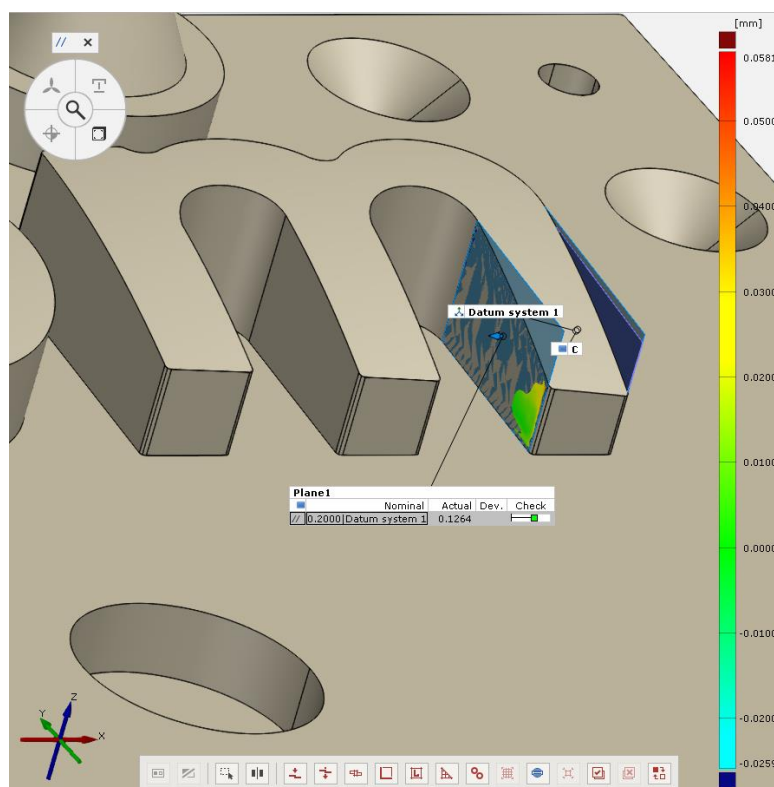 [mm]
0.0581
0.0500
0.0400
0.0300
0.0200
0.0100
0.0000
-0.0100
-0.0200
-0.0259
Datum system 1
C
Plane1
Nominal Actual Dev. Check
// 0.2000 Datum system 1 0.1264
Z
Y
X